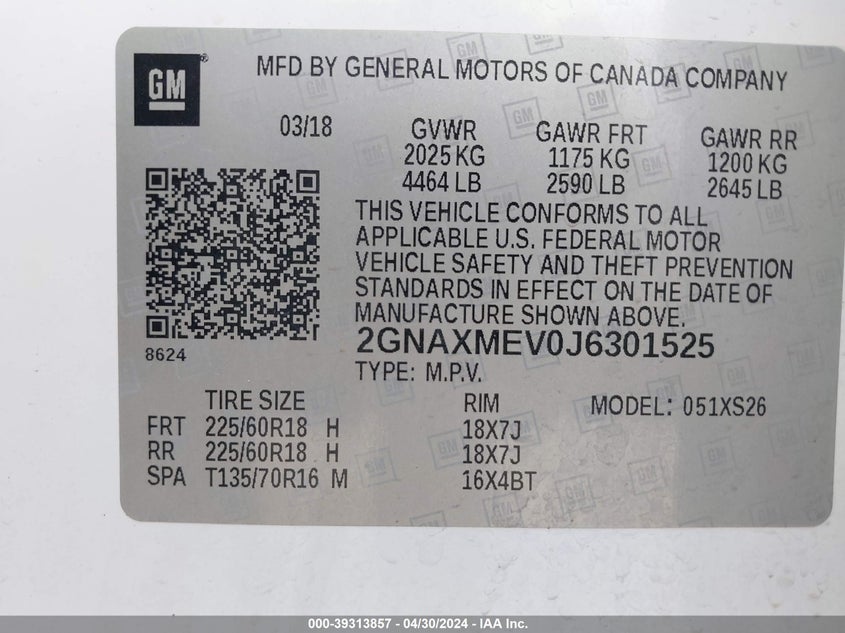 GM
MFD BY GENERAL MOTORS OF CANADA COMPANY
03/18
GVWR GAWR FRT GAWR RR
2025 KG 1175 KG 1200 KG
4464 LB 2590 LB 2645 LB
THIS VEHICLE CONFORMS TO ALL
APPLICABLE U.S. FEDERAL MOTOR
VEHICLE SAFETY AND THEFT PREVENTION
STANDARDS IN EFFECT ON THE DATE OF
MANUFACTURE SHOWN ABOVE.
2GNAXMEV0J6301525
8624
TYPE: M.P.V.
TIRE SIZE RIM MODEL: 051XS26
FRT 225/60R18 H 18X7J
RR 225/60R18 H 18X7J
SPA T135/70R16 M 16X4BT
000-39313857 - 04/30/2024 - IAA Inc.